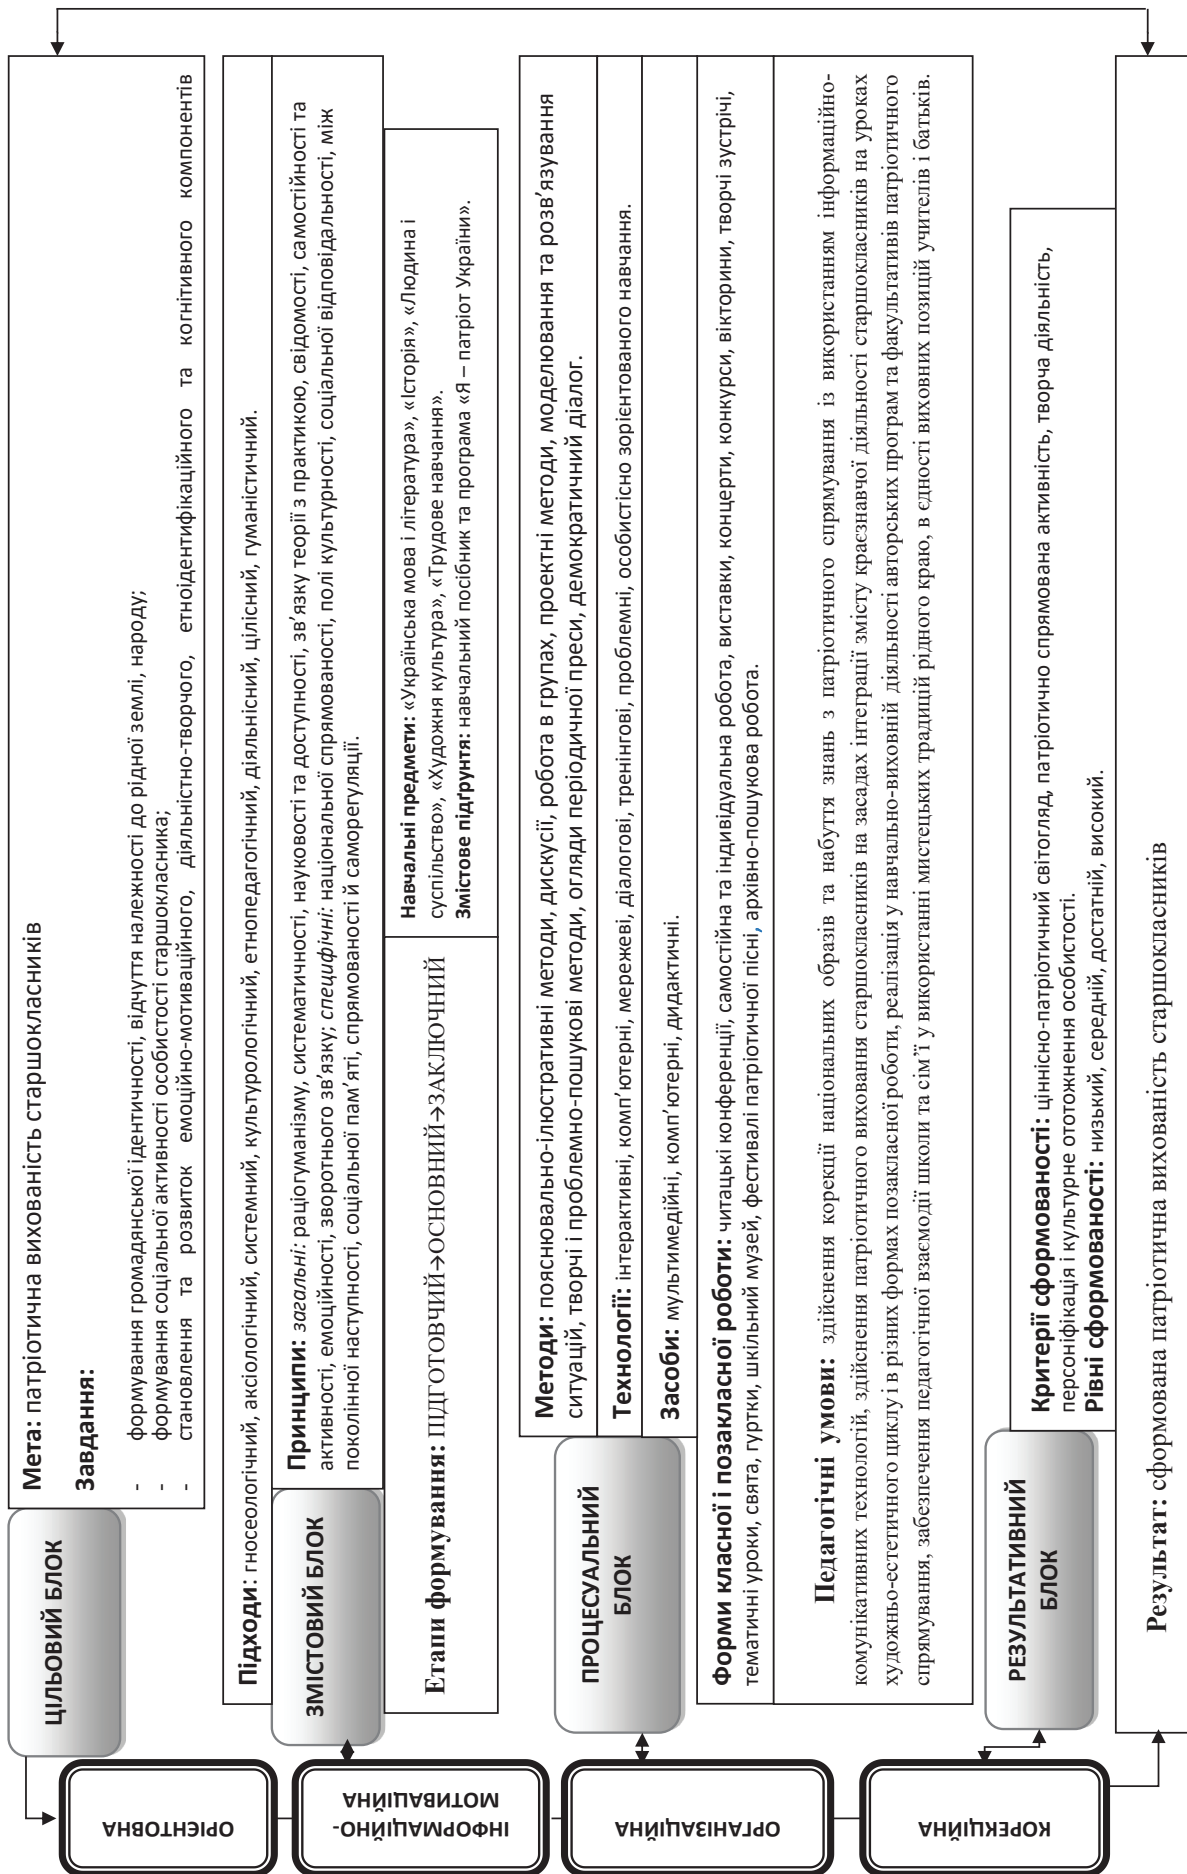 ЦІЛЬОВИЙ БЛОК
Мета: патріотична вихованість старшокласників
Завдання:
- формування громадянської ідентичності, відчуття належності до рідної землі, народу;
- формування соціальної активності особистості старшокласника;
- становлення та розвиток емоційно-мотиваційного, діяльністно-творчого, етноідентифікаційного та когнітивного компонентів
Підходи: гносеологічний, аксіологічний, системний, культурологічний, етнопедагогічний, діяльнісний, цілісний, гуманістичний.
ЗМІСТОВИЙ БЛОК
Принципи: загальні: раціогуманізму, систематичності, науковості та доступності, зв'язку теорії з практикою, свідомості, самостійності та
активності, емоційності, зворотнього зв'язку; специфічні: національної спрямованості, полі культурності, соціальної відповідальності, між
поколінної наступності, соціальної пам'яті, спрямованості й саморегуляції.
Етапи формування: ПІДГОТОВЧИЙ→ОСНОВНИЙ→ЗАКЛЮЧНИЙ
Навчальні предмети: «Українська мова і література», «Історія», «Людина і
суспільство», «Художня культура», «Трудове навчання».
Змістове підґрунтя: навчальний посібник та програма «Я – патріот України».
ПРОЦЕСУАЛЬНИЙ
БЛОК
Методи: пояснювально-ілюстративні методи, дискусії, робота в групах, проектні методи, моделювання та розв'язування
ситуацій, творчі і проблемно-пошукові методи, огляди періодичної преси, демократичний діалог.
Технології: інтерактивні, комп'ютерні, мережеві, діалогові, тренінгові, проблемні, особистісно зорієнтованого навчання.
Засоби: мультимедійні, комп'ютерні, дидактичні.
Форми класної і позакласної роботи: читацькі конференції, самостійна та індивідуальна робота, виставки, концерти, конкурси, вікторини, творчі зустрічі,
тематичні уроки, свята, гуртки, шкільний музей, фестивалі патріотичної пісні, архівно-пошукова робота.
Педагогічні умови: здійснення корекції національних образів та набуття знань з патріотичного спрямування із використанням інформаційно-
комунікативних технологій, здійснення патріотичного виховання старшокласників на засадах інтеграції змісту краєзнавчої діяльності старшокласників на уроках
художньо-естетичного циклу і в різних формах позакласної роботи, реалізація у навчально-виховній діяльності авторських програм та факультативів патріотичного
спрямування, забезпечення педагогічної взаємодії школи та сім'ї у використанні мистецьких традицій рідного краю, в єдності виховних позицій учителів і батьків.
РЕЗУЛЬТАТИВНИЙ
БЛОК
Критерії сформованості: ціннісно-патріотичний світогляд, патріотично спрямована активність, творча діяльність,
персоніфікація і культурне ототожнення особистості.
Рівні сформованості: низький, середній, достатній, високий.
Результат: сформована патріотична вихованість старшокласників
ОРІЄНТОВНА
ІНФОРМАЦІЙНО-
МОТИВАЦІЙНА
ОРГАНІЗАЦІЙНА
КОРЕКЦІЙНА